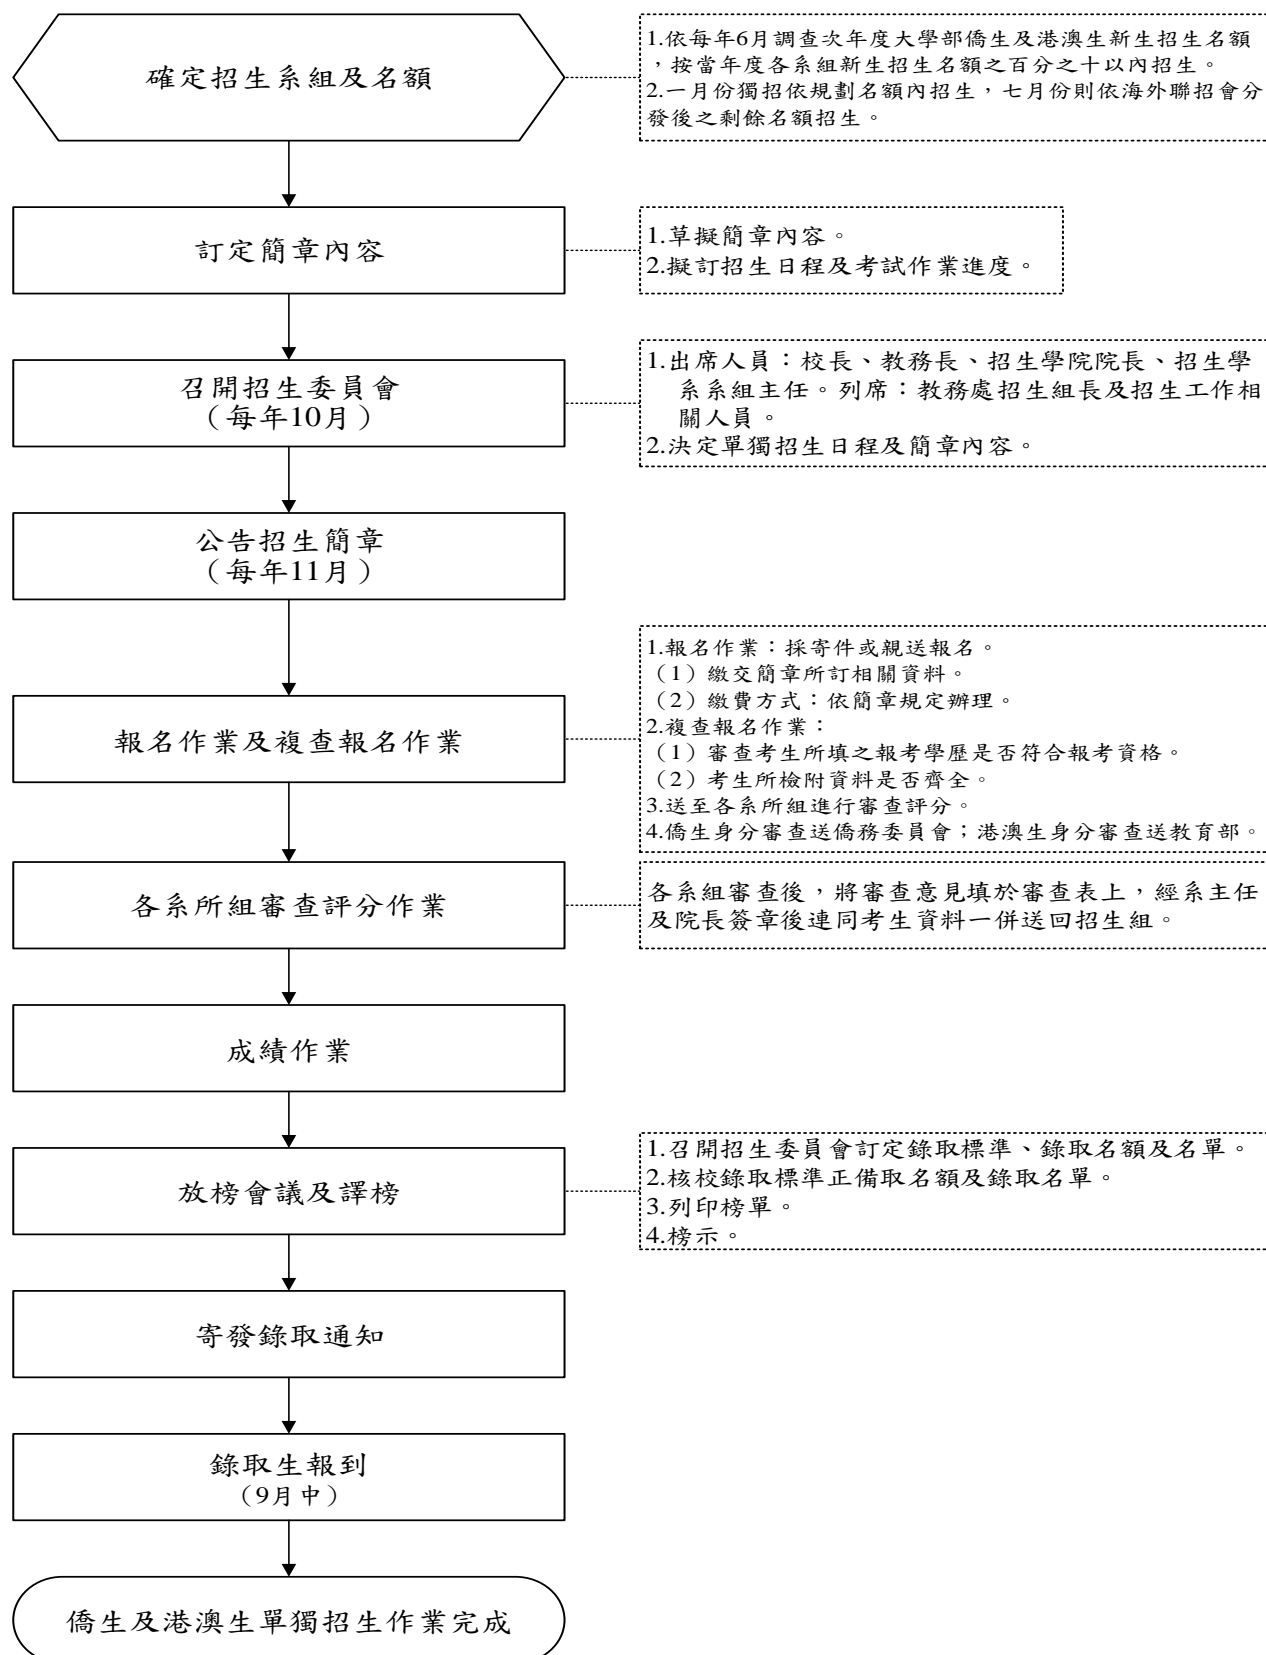 確定招生系組及名額
1.依每年6月調查次年度大學部僑生及港澳生新生招生名額
，按當年度各系組新生招生名額之百分之十以內招生。
2.一月份獨招依規劃名額內招生，七月份則依海外聯招會分
發後之剩餘名額招生。
訂定簡章內容
1.草擬簡章內容。
2.擬訂招生日程及考試作業進度。
召開招生委員會
（每年10月）
1.出席人員：校長、教務長、招生學院院長、招生學
系系組主任。列席：教務處招生組長及招生工作相
關人員。
2.決定單獨招生日程及簡章內容。
公告招生簡章
（每年11月）
報名作業及複查報名作業
1.報名作業：採寄件或親送報名。
（1）繳交簡章所訂相關資料。
（2）繳費方式：依簡章規定辦理。
2.複查報名作業：
（1）審查考生所填之報考學歷是否符合報考資格。
（2）考生所檢附資料是否齊全。
3.送至各系所組進行審查評分。
4.僑生身分審查送僑務委員會；港澳生身分審查送教育部。
各系所組審查評分作業
各系組審查後，將審查意見填於審查表上，經系主任
及院長簽章後連同考生資料一併送回招生組。
成績作業
放榜會議及譯榜
1.召開招生委員會訂定錄取標準、錄取名額及名單。
2.核校錄取標準正備取名額及錄取名單。
3.列印榜單。
4.榜示。
寄發錄取通知
錄取生報到
（9月中）
僑生及港澳生單獨招生作業完成